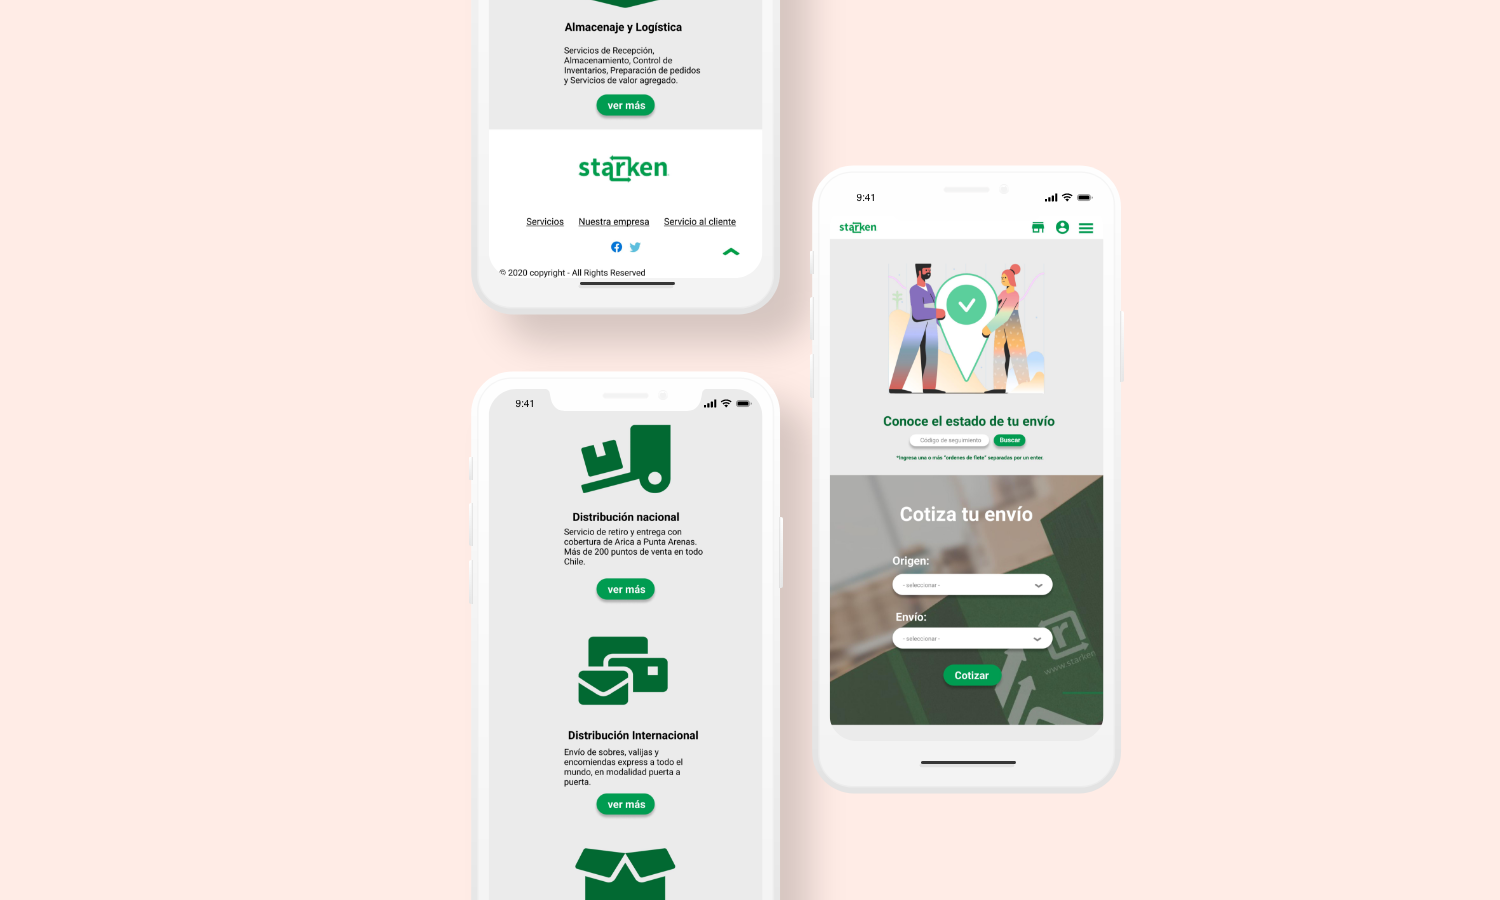 Almacenaje y Logística
Servicios de Recepción,
Almacenamiento, Control de
Inventarios, Preparación de pedidos
y Servicios de valor agregado.
ver más
starken
Servicios Nuestra empresa Servicio al cliente
© 2020 copyright - All Rights Reserved
9:41
Distribución nacional
Servicio de retiro y entrega con
cobertura de Arica a Punta Arenas.
Más de 200 puntos de venta en todo
Chile.
ver más
Distribución Internacional
Envío de sobres, valijas y
encomiendas express a todo el
mundo, en modalidad puerta a
puerta.
ver más
9:41
starken
Conoce el estado de tu envío
Código de seguimiento Buscar
*Ingresa una o más "ordenes de flete" separadas por un enter.
Cotiza tu envío
Origen:
- seleccionar -
Envío:
- seleccionar -
Cotizar
r
www.starken